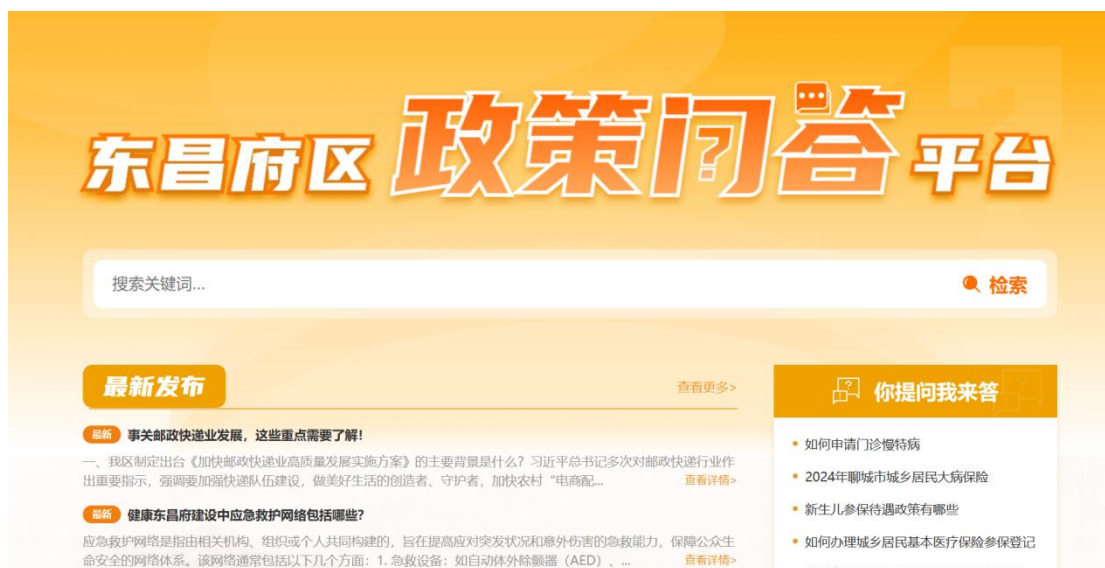 东昌府区政策问答平台
搜索关键词...
检索
最新发布
查看更多>
最新 事关邮政快递业发展，这些重点需要了解！
一、我区制定出台《加快邮政快递业高质量发展实施方案》的主要背景是什么？习近平总书记多次对邮政快递行业作
出重要指示，强调要加强快递队伍建设，做美好生活的创造者、守护者，加快农村“电商配...
查看详情>
最新 健康东昌府建设中应急救护网络包括哪些？
应急救护网络是指由相关机构、组织或个人共同构建的，旨在提高应对突发状况和意外伤害的急救能力，保障公众生
命安全的网络体系。该网络通常包括以下几个方面：1. 急救设备：如自动体外除颤器（AED）、...
查看详情>
你提问我来答
• 如何申请门诊慢特病
• 2024年聊城市城乡居民大病保险
• 新生儿参保待遇政策有哪些
• 如何办理城乡居民基本医疗保险参保登记